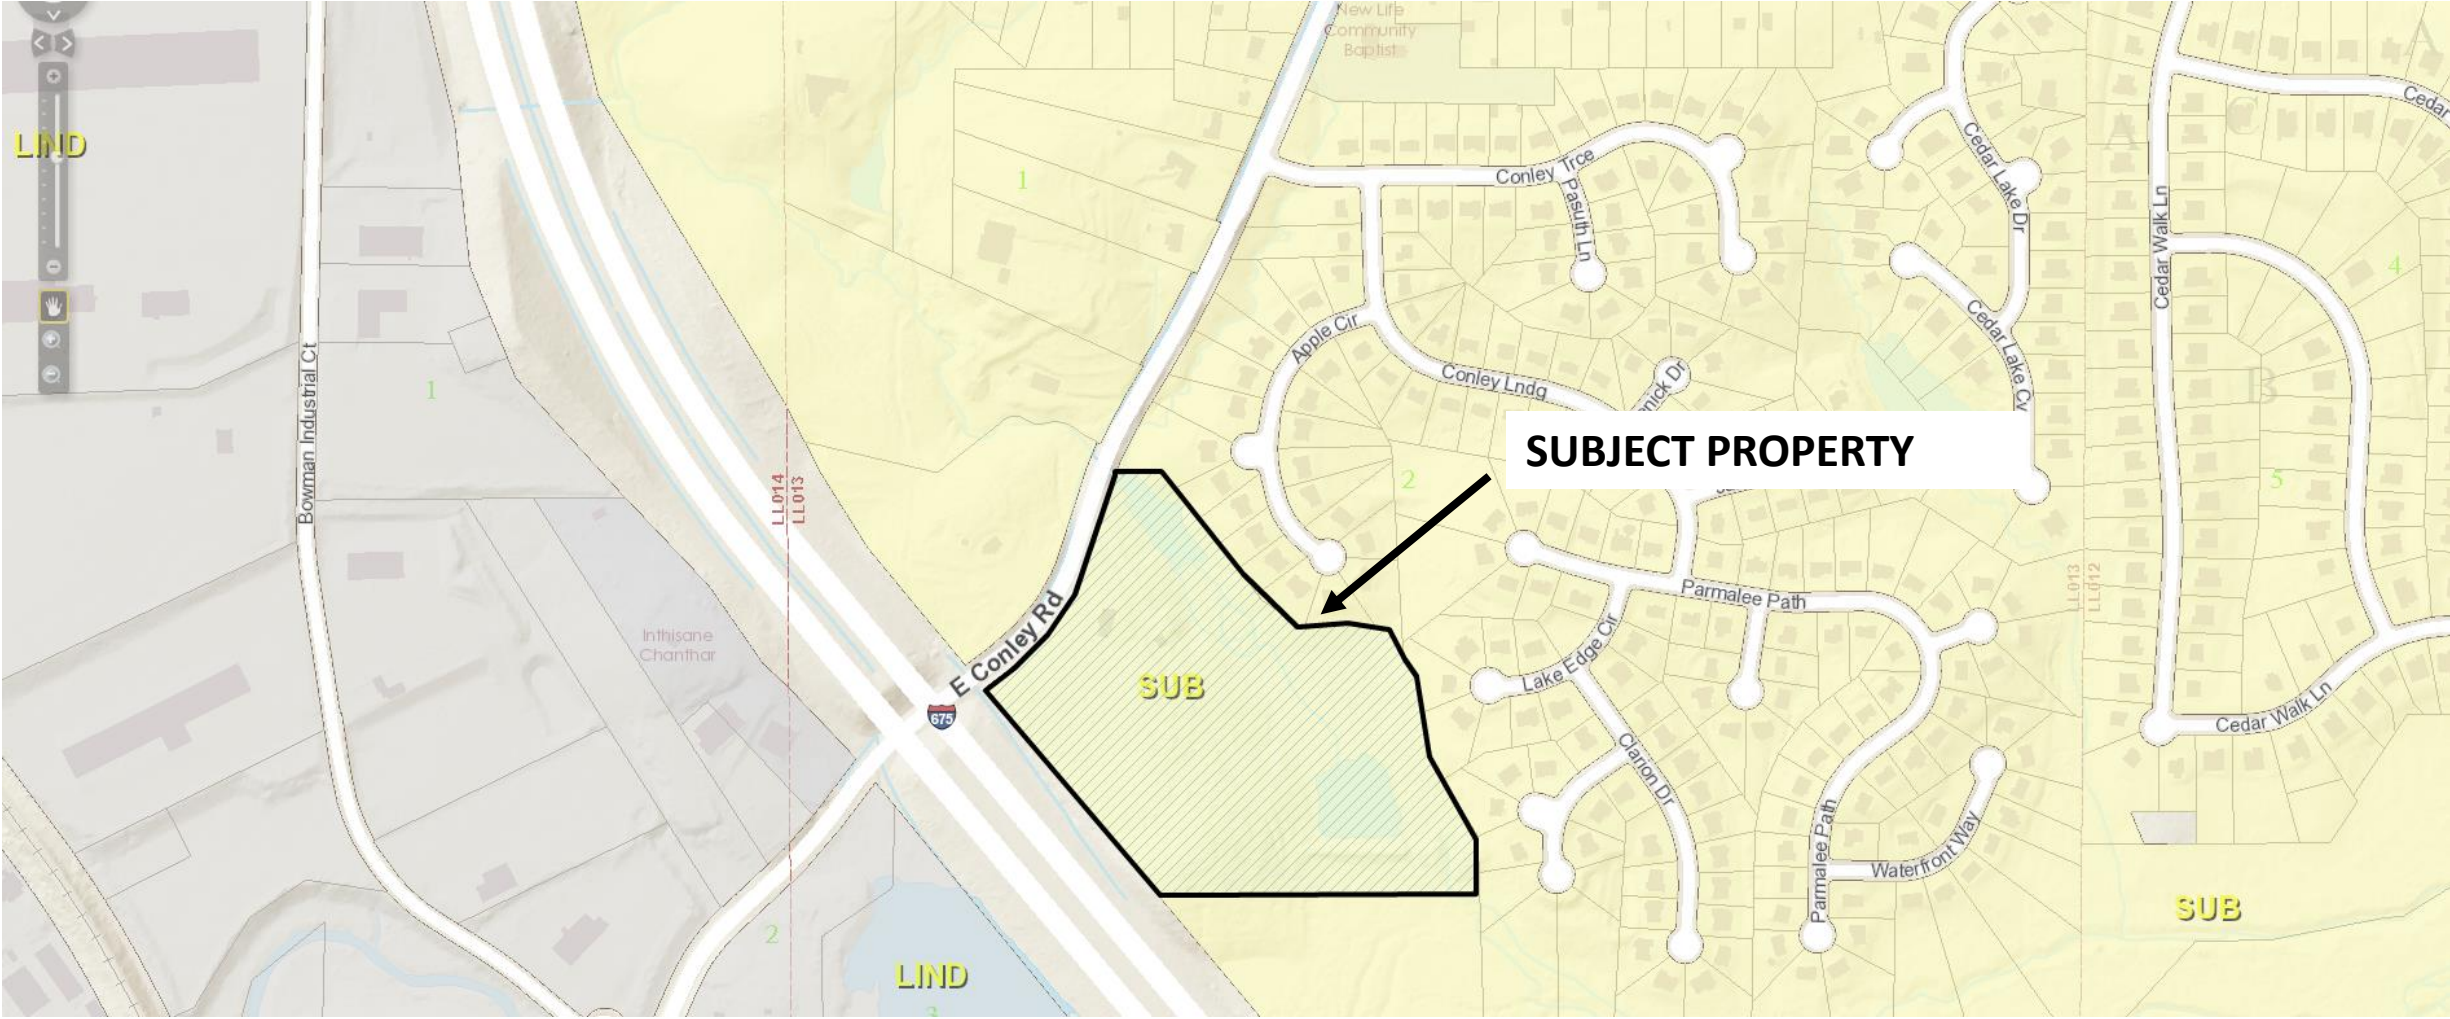 New Life
Community
Baptist
A
Cedar
LIND
C
A
Cedar Lake Dr
Conley Trce
1
Pasuth Ln
Cedar Walk Ln
4
Apple Cir
Cedar Lake Cv
Conley Lndg
1
Bowman Industrial Ct
B
SUBJECT PROPERTY
2
5
LL014
LL013
LL013
LL012
Parmalee Path
E Conley Rd
Inthisane
Chanthar
Lake Edge Cir
SUB
675
Cedar Walk Ln
Clarion Dr
Parmalee Path
Waterfront Way
SUB
2
LIND
3